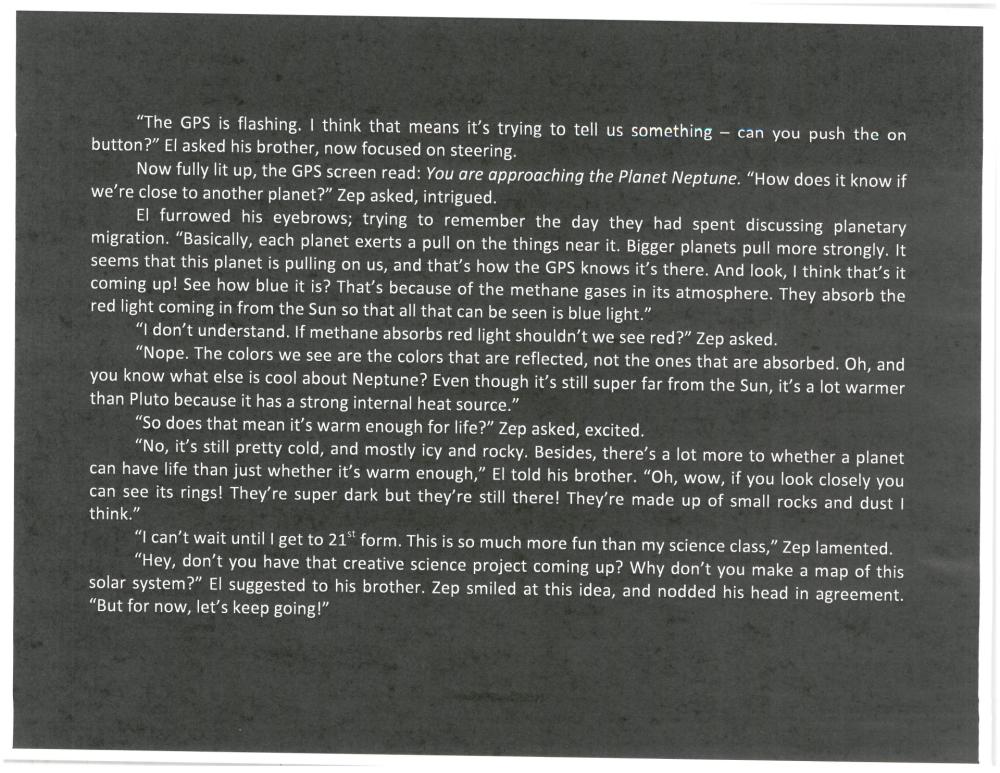 “The GPS is flashing. I think that means it’s trying to tell us something – can you push the on
button?” El asked his brother, now focused on steering.
Now fully lit up, the GPS screen read: You are approaching the Planet Neptune. “How does it know if
we’re close to another planet?” Zep asked, intrigued.
El furrowed his eyebrows; trying to remember the day they had spent discussing planetary
migration. “Basically, each planet exerts a pull on the things near it. Bigger planets pull more strongly. It
seems that this planet is pulling on us, and that’s how the GPS knows it’s there. And look, I think that’s it
coming up! See how blue it is? That’s because of the methane gases in its atmosphere. They absorb the
red light coming in from the Sun so that all that can be seen is blue light.”
“I don’t understand. If methane absorbs red light shouldn’t we see red?” Zep asked.
“Nope. The colors we see are the colors that are reflected, not the ones that are absorbed. Oh, and
you know what else is cool about Neptune? Even though it’s still super far from the Sun, it’s a lot warmer
than Pluto because it has a strong internal heat source.”
“So does that mean it’s warm enough for life?” Zep asked, excited.
“No, it’s still pretty cold, and mostly icy and rocky. Besides, there’s a lot more to whether a planet
can have life than just whether it’s warm enough,” El told his brother. “Oh, wow, if you look closely you
can see its rings! They’re super dark but they’re still there! They’re made up of small rocks and dust I
think.”
“I can’t wait until I get to 21st form. This is so much more fun than my science class,” Zep lamented.
“Hey, don’t you have that creative science project coming up? Why don’t you make a map of this
solar system?” El suggested to his brother. Zep smiled at this idea, and nodded his head in agreement.
“But for now, let’s keep going!”